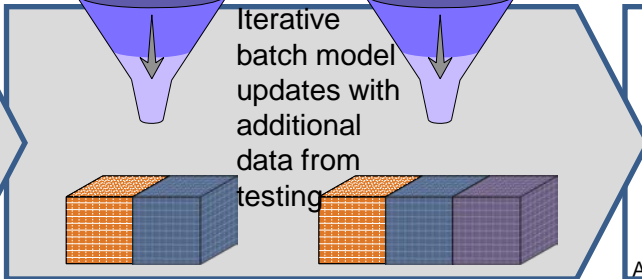 Iterative
batch model
updates with
additional
data from
testing
A